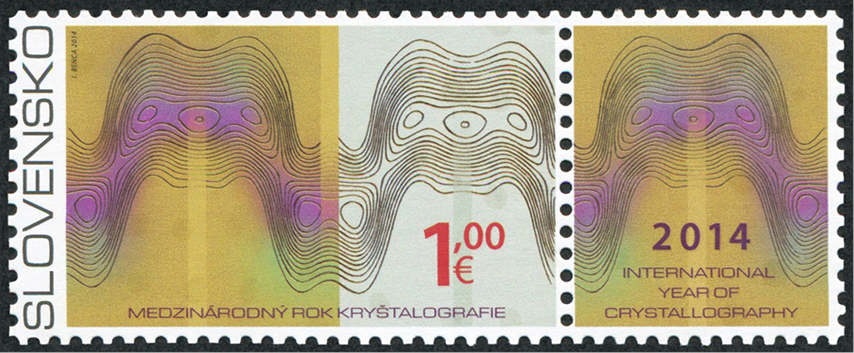 SLOVENSKO
I. BENCA 2014
1,00
€
MEDZINÁRODNÝ ROK KRYŠTALOGRAFIE
2014
INTERNATIONAL
YEAR OF
CRYSTALLOGRAPHY